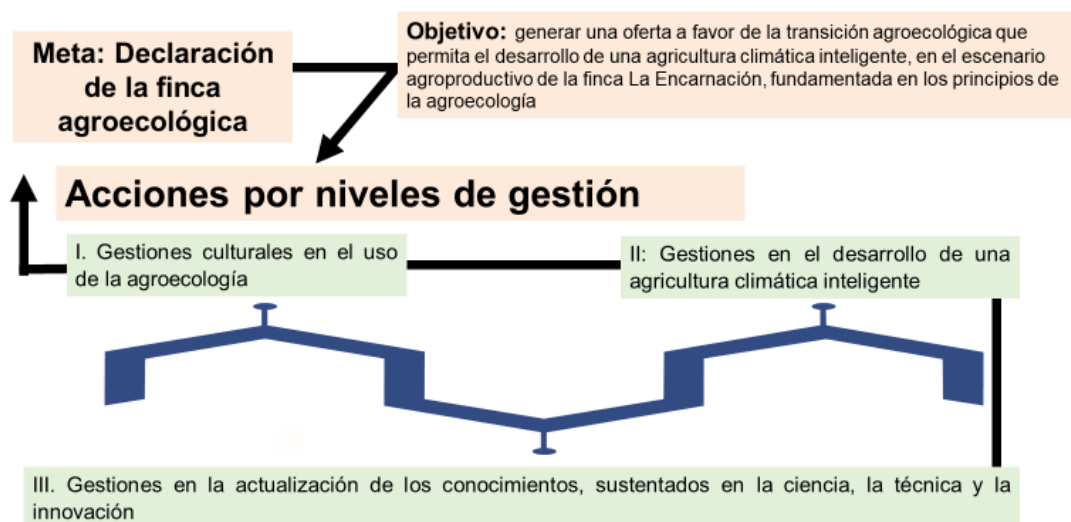 Meta: Declaración
de la finca
agroecológica
Objetivo: generar una oferta a favor de la transición agroecológica que
permita el desarrollo de una agricultura climática inteligente, en el escenario
agroproductivo de la finca La Encarnación, fundamentada en los principios de
la agroecología
Acciones por niveles de gestión
I. Gestiones culturales en el uso
de la agroecología
II: Gestiones en el desarrollo de una
agricultura climática inteligente
III. Gestiones en la actualización de los conocimientos, sustentados en la ciencia, la técnica y la
innovación